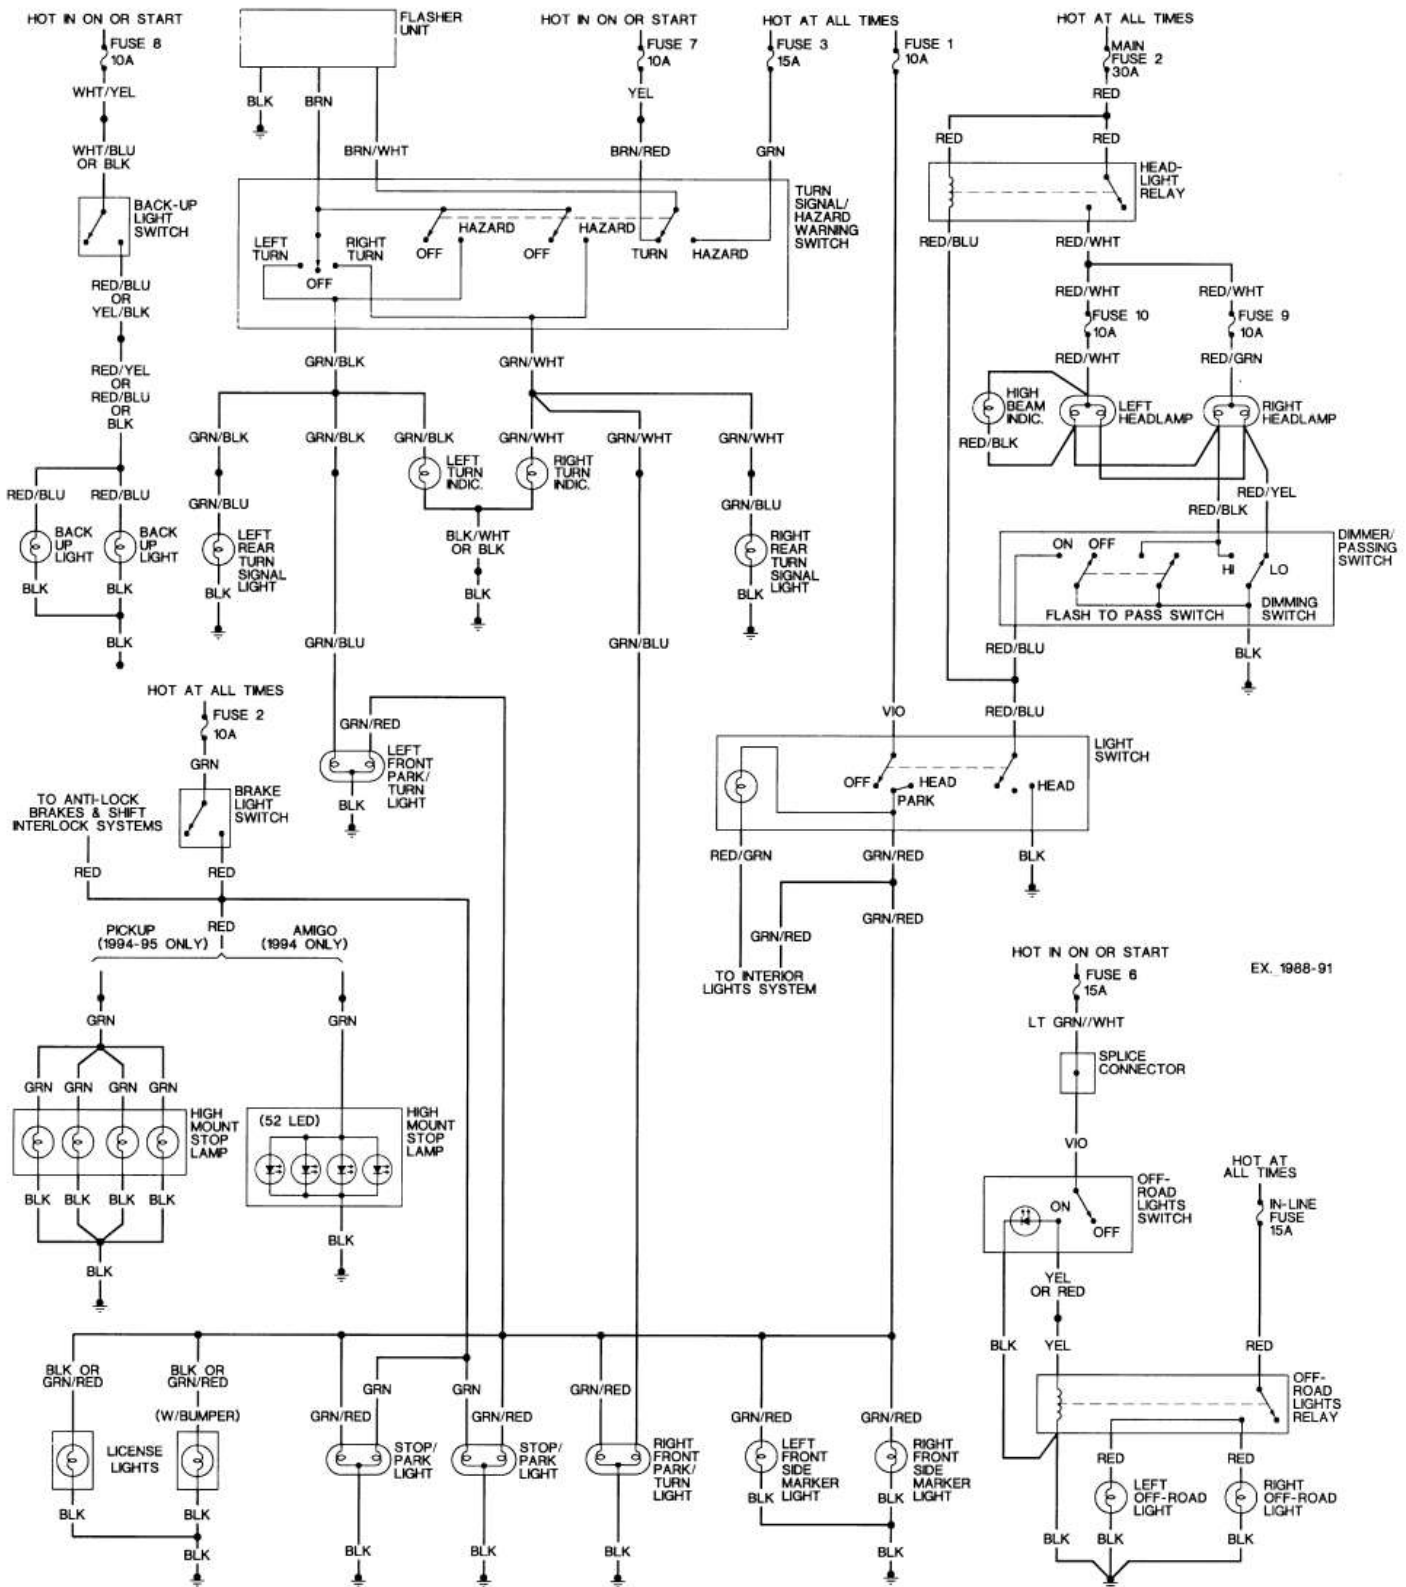 HOT IN ON OR START
FUSE 8
10A
WHT/YEL
WHT/BLU
OR BLK
BACK-UP
LIGHT
SWITCH
RED/BLU
OR
YEL/BLK
RED/YEL
OR
RED/BLU
OR
BLK
RED/BLU
RED/BLU
BACK
UP
LIGHT
BACK
UP
LIGHT
BLK
BLK
BLK
FLASHER
UNIT
BLK
BRN
BRN/WHT
HOT IN ON OR START
FUSE 7
10A
YEL
BRN/RED
HOT AT ALL TIMES
FUSE 3
15A
GRN
FUSE 1
10A
TURN
SIGNAL/
HAZARD
WARNING
SWITCH
LEFT
TURN
RIGHT
TURN
OFF
HAZARD
OFF
HAZARD
OFF
TURN
HAZARD
GRN/BLK
GRN/WHT
GRN/BLK
GRN/BLK
GRN/BLK
GRN/WHT
GRN/WHT
GRN/WHT
LEFT
TURN
INDIC.
RIGHT
TURN
INDIC.
GRN/BLU
GRN/BLU
LEFT
REAR
TURN
SIGNAL
LIGHT
BLK/WHT
OR BLK
RIGHT
REAR
TURN
SIGNAL
LIGHT
BLK
BLK
BLK
GRN/BLU
GRN/BLU
HOT AT ALL TIMES
MAIN
FUSE 2
30A
RED
RED
RED
HEAD-
LIGHT
RELAY
RED/BLU
RED/WHT
RED/WHT
RED/WHT
FUSE 10
10A
FUSE 9
10A
RED/WHT
RED/GRN
HIGH
BEAM
INDIC.
LEFT
HEADLAMP
RIGHT
HEADLAMP
RED/BLK
RED/YEL
RED/BLK
DIMMER/
PASSING
SWITCH
ON
OFF
HI
LO
FLASH TO PASS SWITCH
DIMMING
SWITCH
RED/BLU
BLK
VIO
RED/BLU
LIGHT
SWITCH
OFF
HEAD
PARK
HEAD
RED/GRN
GRN/RED
BLK
GRN/RED
GRN/RED
TO INTERIOR
LIGHTS SYSTEM
HOT AT ALL TIMES
FUSE 2
10A
GRN
GRN/RED
LEFT
FRONT
PARK/
TURN
LIGHT
BLK
TO ANTI-LOCK
BRAKES & SHIFT
INTERLOCK SYSTEMS
BRAKE
LIGHT
SWITCH
RED
RED
PICKUP
(1994-95 ONLY)
RED
AMIGO
(1994 ONLY)
GRN
GRN
GRN
GRN
GRN
GRN
HIGH
MOUNT
STOP
LAMP
(52 LED)
HIGH
MOUNT
STOP
LAMP
BLK
BLK
BLK
BLK
BLK
BLK
HOT IN ON OR START
FUSE 6
15A
EX. 1988-91
LT GRN//WHT
SPLICE
CONNECTOR
VIO
HOT AT
ALL TIMES
OFF-
ROAD
LIGHTS
SWITCH
ON
OFF
IN-LINE
FUSE
15A
YEL
OR RED
BLK
YEL
RED
OFF-
ROAD
LIGHTS
RELAY
RED
RED
LEFT
OFF-ROAD
LIGHT
RIGHT
OFF-ROAD
LIGHT
BLK
BLK
BLK
BLK OR
GRN/RED
BLK OR
GRN/RED
(W/BUMPER)
LICENSE
LIGHTS
BLK
BLK
BLK
GRN
GRN
GRN/RED
GRN/RED
GRN/RED
STOP/
PARK
LIGHT
STOP/
PARK
LIGHT
RIGHT
FRONT
PARK/
TURN
LIGHT
GRN/RED
GRN/RED
LEFT
FRONT
SIDE
MARKER
LIGHT
RIGHT
FRONT
SIDE
MARKER
LIGHT
BLK
BLK
BLK
BLK
BLK
BLK